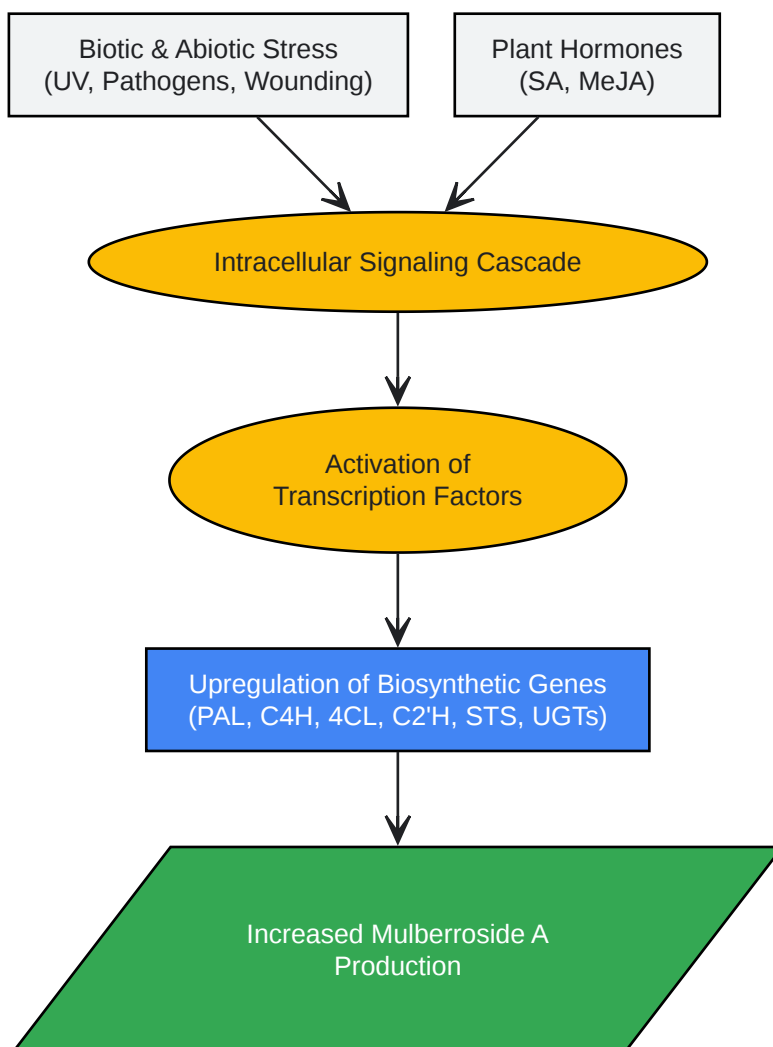 Biotic & Abiotic Stress
(UV, Pathogens, Wounding)
Plant Hormones
(SA, MeJA)
Intracellular Signaling Cascade
Activation of
Transcription Factors
Upregulation of Biosynthetic Genes
(PAL, C4H, 4CL, C2'H, STS, UGTs)
Increased Mulberroside A
Production